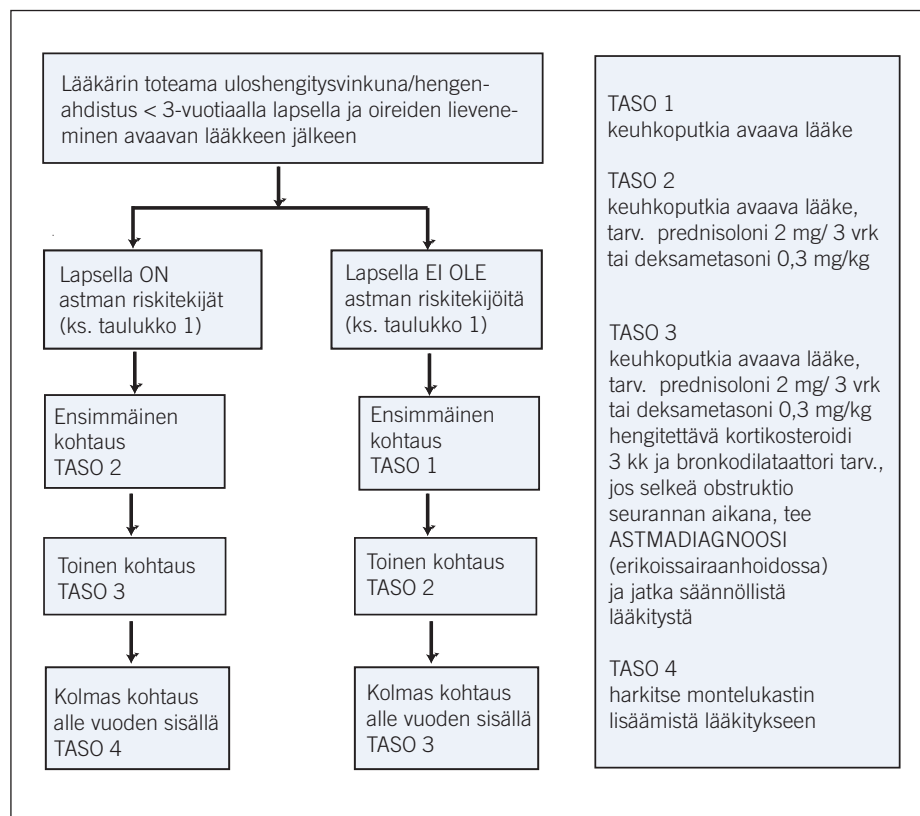 Lääkärin toteama uloshengitysvinkuna/hengen-
ahdistus < 3-vuotiaalla lapsella ja oireiden lieveneminen
avaavan lääkkeen jälkeen
Lapsella ON
astman riskitekijät
(ks. taulukko 1)
Ensimmäinen
kohtaus
TASO 2
Toinen kohtaus
TASO 3
Kolmas kohtaus
alle vuoden sisällä
TASO 4
Lapsella EI OLE
astman riskitekijöitä
(ks. taulukko 1)
Ensimmäinen
kohtaus
TASO 1
Toinen kohtaus
TASO 2
Kolmas kohtaus
alle vuoden sisällä
TASO 3
TASO 1
keuhkoputkia avaava lääke
TASO 2
keuhkoputkia avaava lääke,
tarv. prednisoloni 2 mg/ 3 vrk
tai deksametasoni 0,3 mg/kg
TASO 3
keuhkoputkia avaava lääke,
tarv. prednisoloni 2 mg/ 3 vrk
tai deksametasoni 0,3 mg/kg
hengitettävä kortikosteroidi
3 kk ja bronkodilataattori tarv.,
jos selkeä obstruktio
seurannan aikana, tee
ASTMADIAGNOOSI
(erikoissairaanhoidossa)
ja jatka säännöllistä
lääkitystä
TASO 4
harkitse montelukastin
lisäämistä lääkitykseen